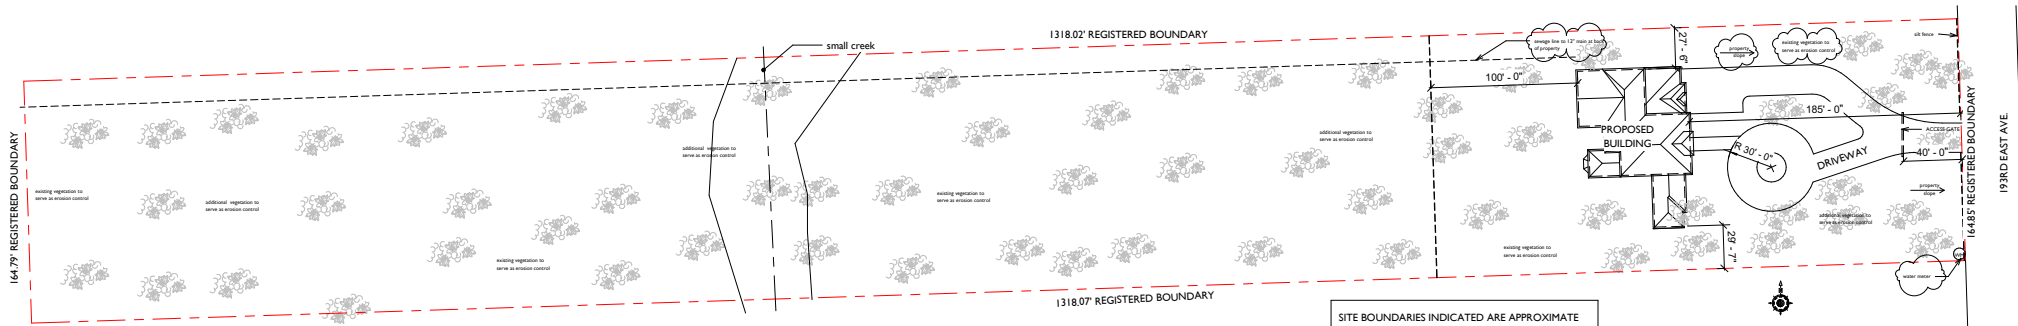 1318.02' REGISTERED BOUNDARY
small creek
sewage line to 12" main at back
of property
27' - 6"
property
slope
existing vegetation to
serve as erosion control
silt fence
100' - 0"
185' - 0"
PROPOSED
BUILDING
R 30' - 0"
DRIVEWAY
ACCESS GATE
40' - 0"
164.85' REGISTERED BOUNDARY
193RD EAST AVE.
164.79' REGISTERED BOUNDARY
additional vegetation to
serve as erosion control
additional vegetation to
serve as erosion control
existing vegetation to
serve as erosion control
additional vegetation to
serve as erosion control
existing vegetation to
serve as erosion control
property
slope
additional vegetation to
serve as erosion control
existing vegetation to
serve as erosion control
existing vegetation to
serve as erosion control
29' - 7"
water meter
1318.07' REGISTERED BOUNDARY
SITE BOUNDARIES INDICATED ARE APPROXIMATE